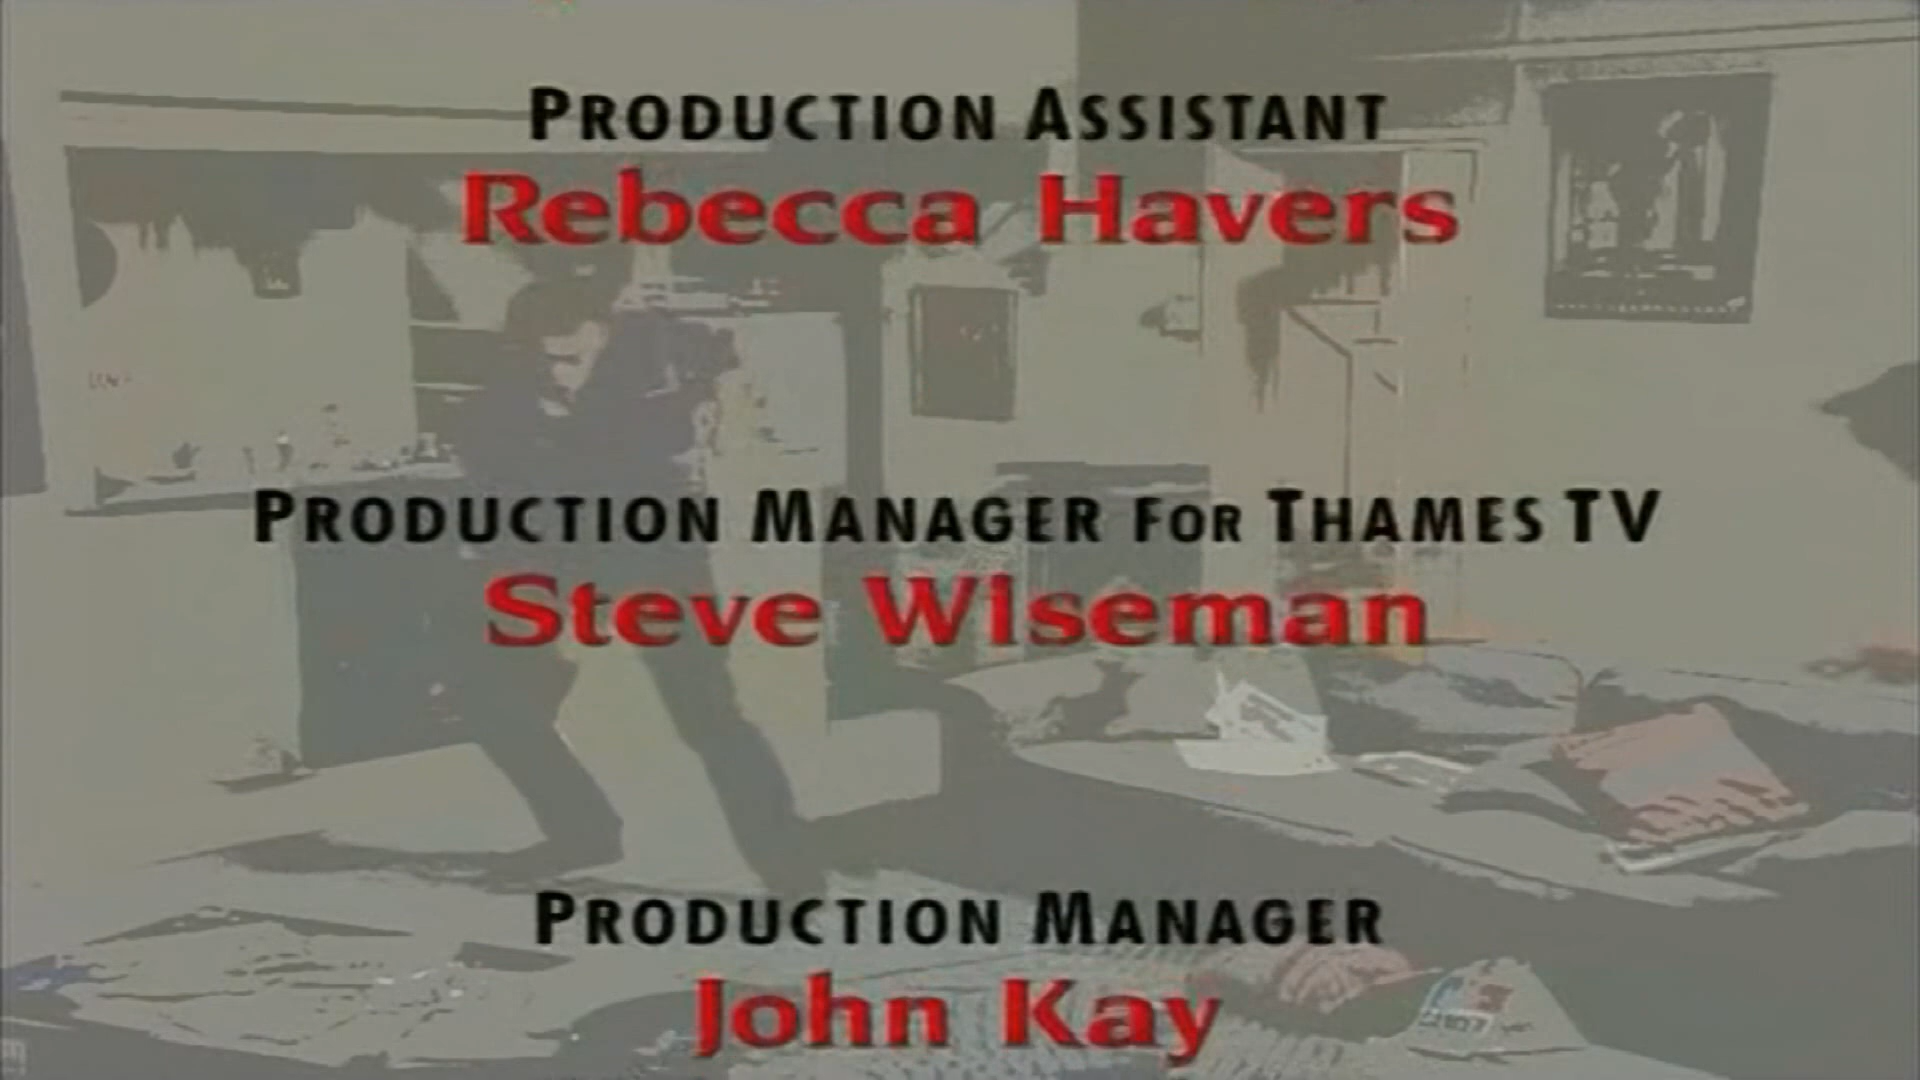 PRODUCTION ASSISTANT
Rebecca Havers
PRODUCTION MANAGER FOR THAMES TV
Steve Wiseman
PRODUCTION MANAGER
John Kay